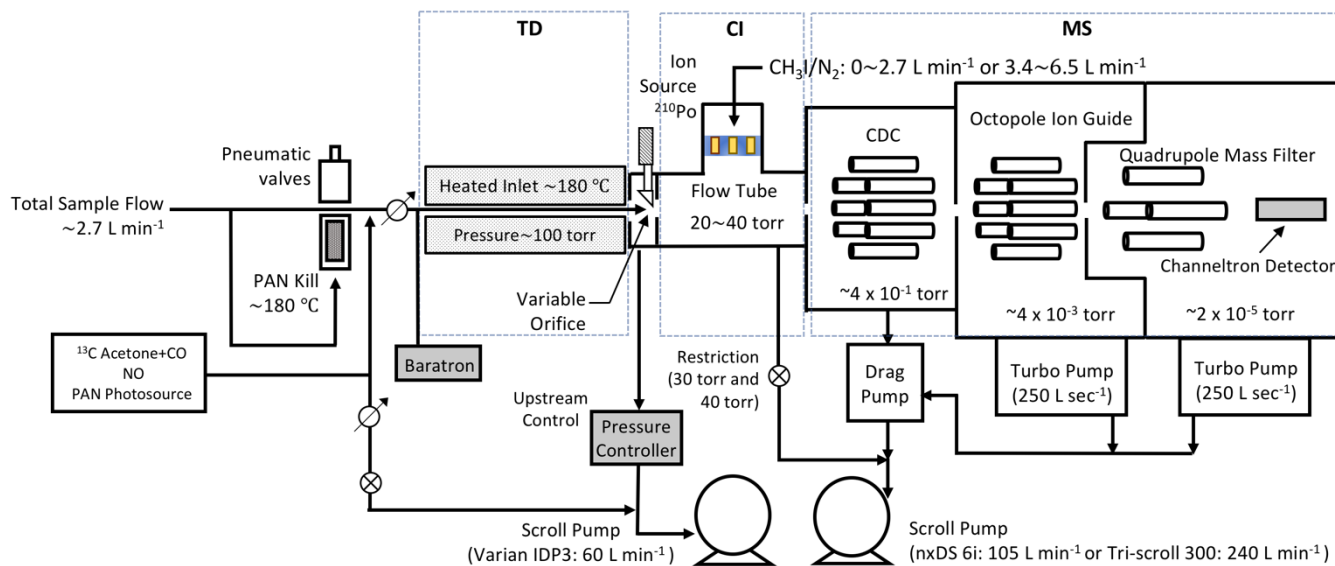 TD
CI
MS
Ion
Source
²¹⁰Po
CH₃I/N₂: 0~2.7 L min⁻¹ or 3.4~6.5 L min⁻¹
CDC
Octopole Ion Guide
Quadrupole Mass Filter
Pneumatic
valves
Heated Inlet ~180 °C
Flow Tube
20~40 torr
Total Sample Flow
~2.7 L min⁻¹
Pressure~100 torr
Channeltron Detector
PAN Kill
~180 °C
Variable
Orifice
~4 x 10⁻¹ torr
~4 x 10⁻³ torr
~2 x 10⁻⁵ torr
¹³C Acetone+CO
NO
PAN Photosource
Baratron
Restriction
(30 torr and
40 torr)
Drag
Pump
Turbo Pump
(250 L sec⁻¹)
Turbo Pump
(250 L sec⁻¹)
Upstream
Control
Pressure
Controller
Scroll Pump
(Varian IDP3: 60 L min⁻¹)
Scroll Pump
(nxDS 6i: 105 L min⁻¹ or Tri-scroll 300: 240 L min⁻¹)